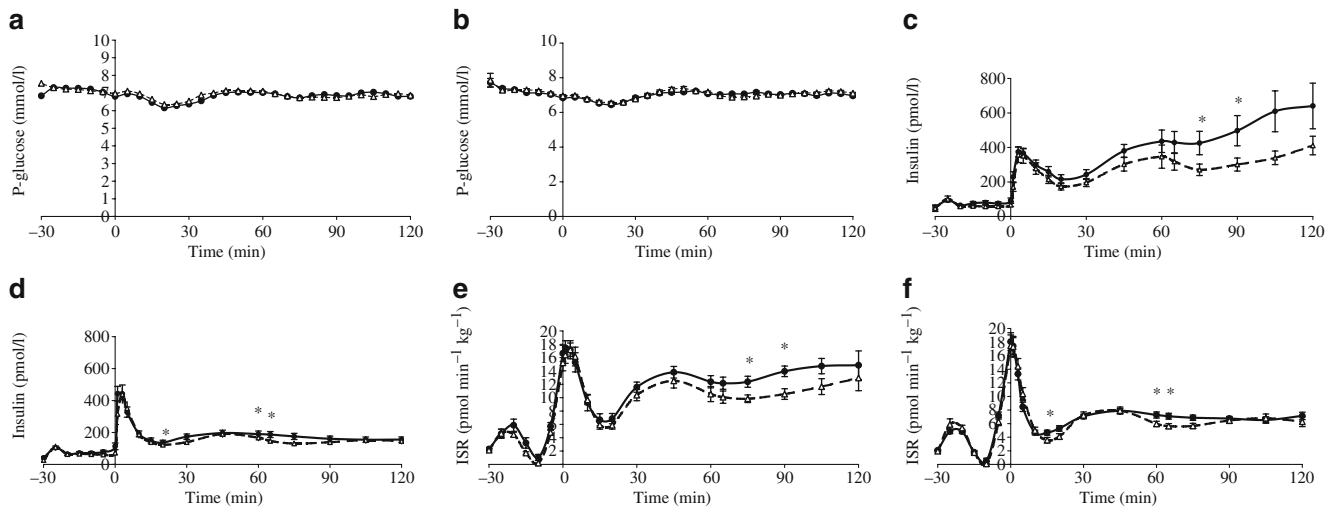 a
P-glucose (mmol/l)
10
9
8
7
6
5
4
3
2
1
0
−30 0 30 60 90 120
Time (min)
b
P-glucose (mmol/l)
10
9
8
7
6
5
4
3
2
1
0
−30 0 30 60 90 120
Time (min)
c
Insulin (pmol/l)
800
600
400
200
0
* *
−30 0 30 60 90 120
Time (min)
d
Insulin (pmol/l)
800
600
400
200
0
* * *
−30 0 30 60 90 120
Time (min)
e
ISR (pmol min−1 kg−1)
20
18
16
14
12
10
8
6
4
2
* *
−30 0 30 60 90 120
Time (min)
f
ISR (pmol min−1 kg−1)
20
18
16
14
12
10
8
6
4
2
* * *
−30 0 30 60 90 120
Time (min)